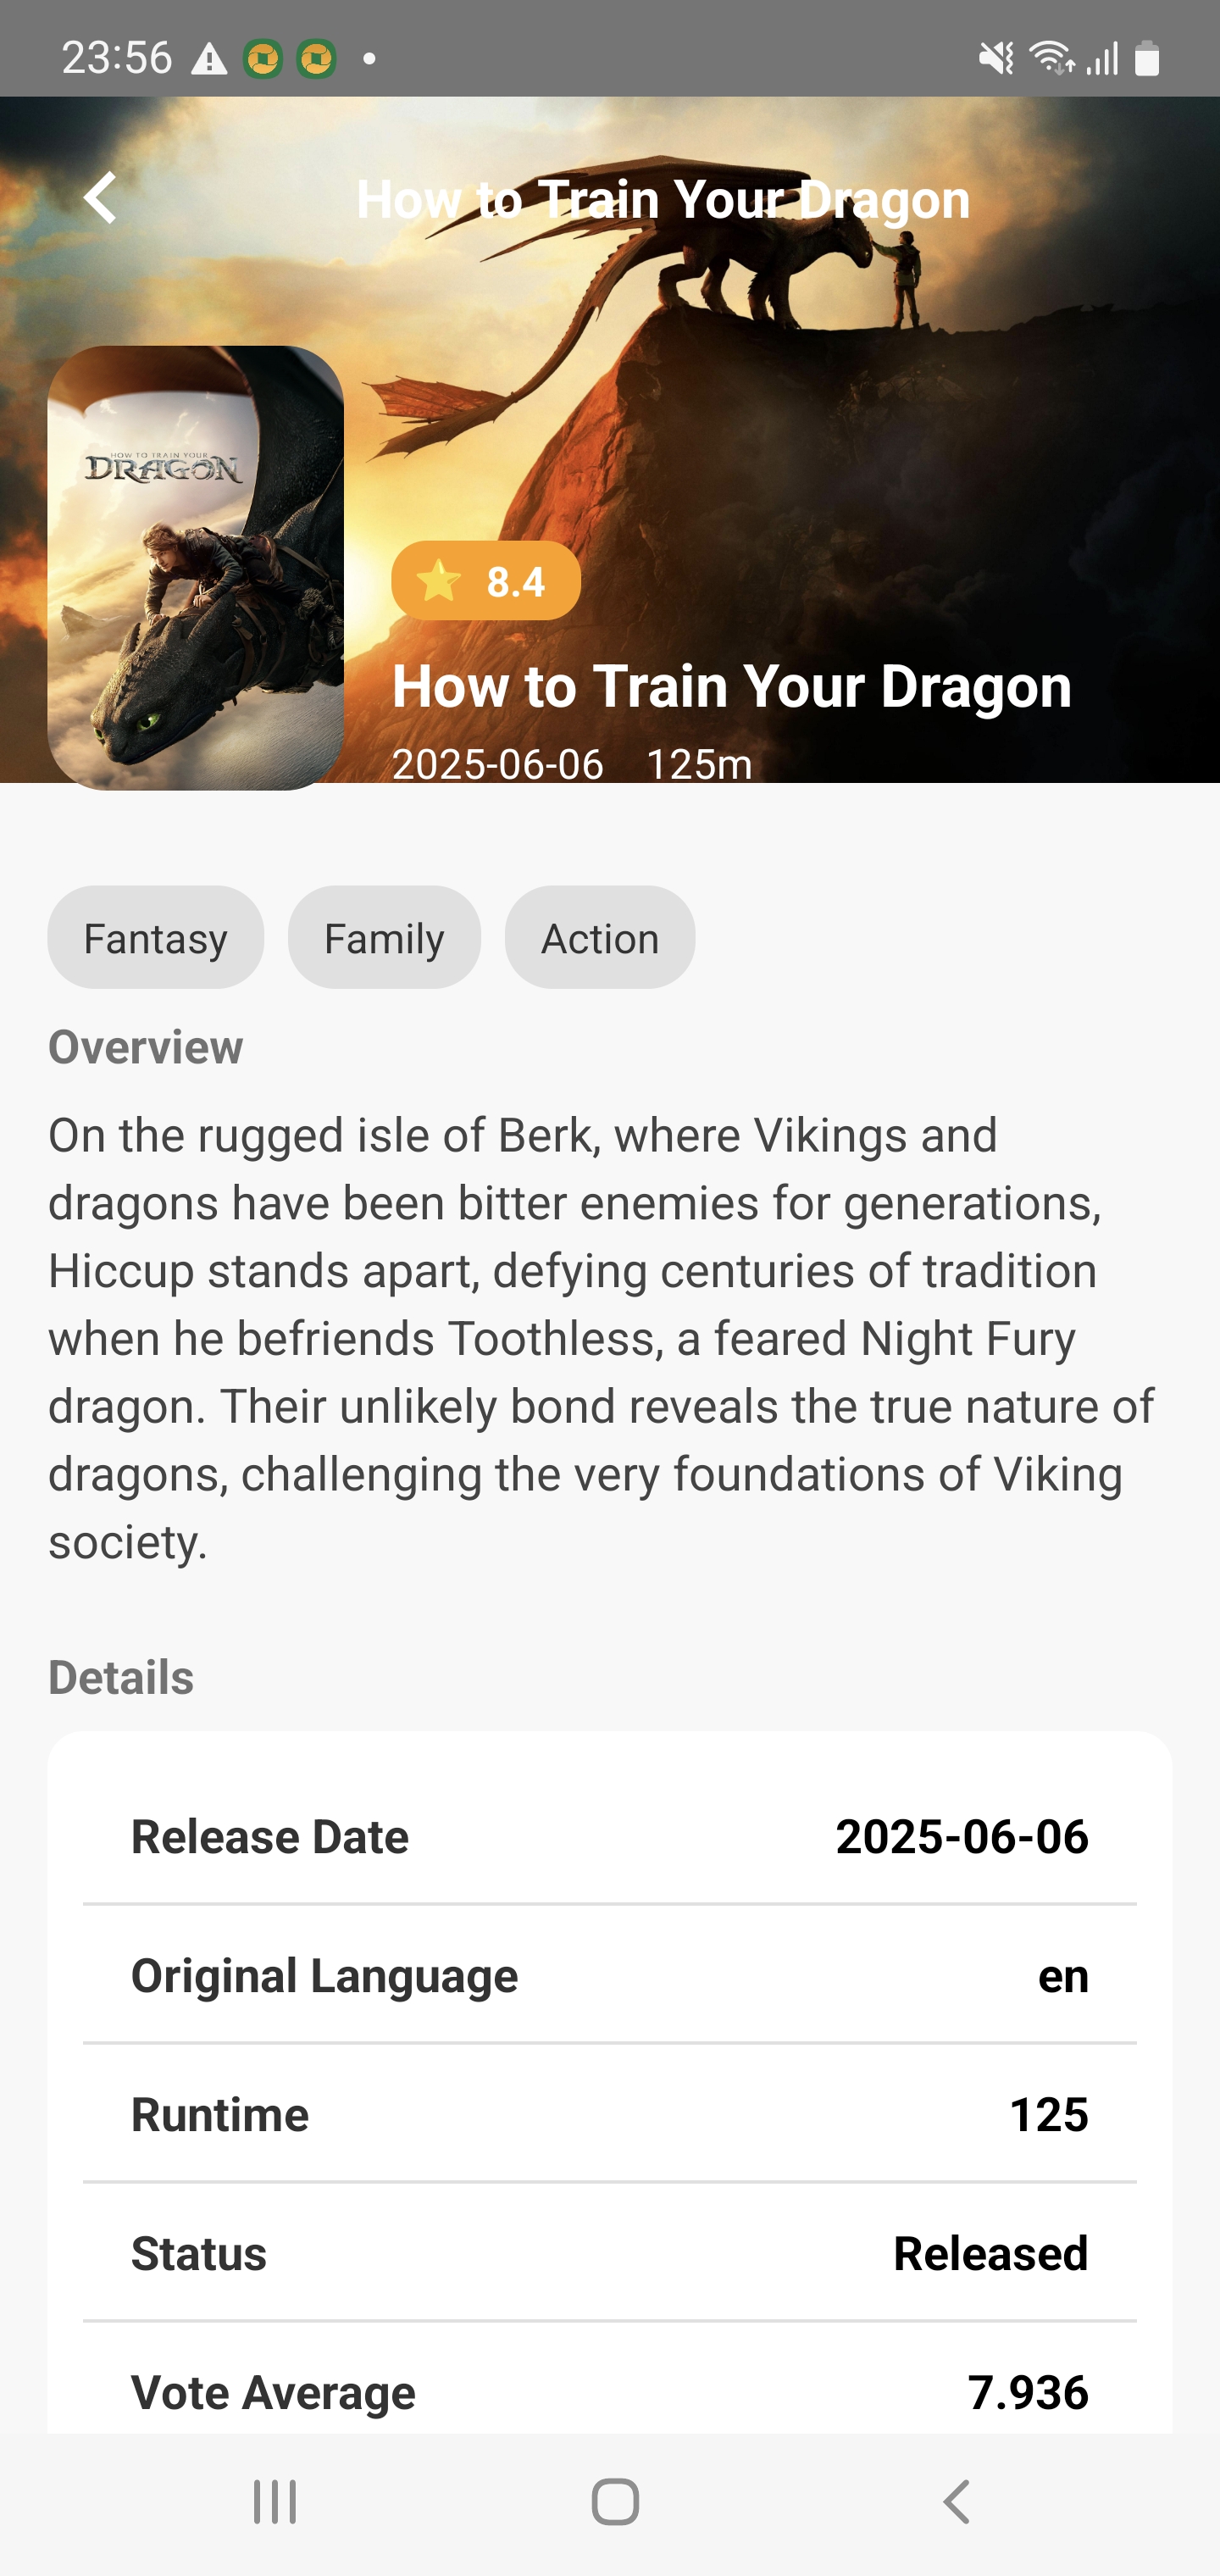 23:56
How to Train Your Dragon
HOW TO TRAIN YOUR
DRAGON
8.4
How to Train Your Dragon
2025-06-06 125m
Fantasy Family Action
Overview
On the rugged isle of Berk, where Vikings and
dragons have been bitter enemies for generations,
Hiccup stands apart, defying centuries of tradition
when he befriends Toothless, a feared Night Fury
dragon. Their unlikely bond reveals the true nature of
dragons, challenging the very foundations of Viking
society.
Details
Release Date 2025-06-06
Original Language en
Runtime 125
Status Released
Vote Average 7.936